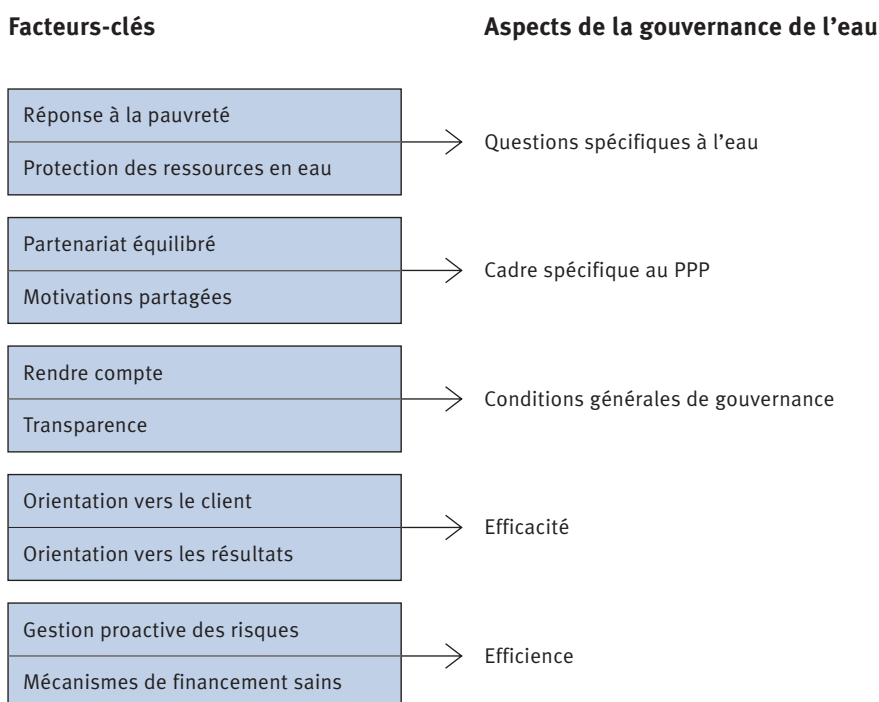 Facteurs-clés
Aspects de la gouvernance de l’eau
Réponse à la pauvreté
Protection des ressources en eau
Questions spécifiques à l’eau
Partenariat équilibré
Motivations partagées
Cadre spécifique au PPP
Rendre compte
Transparence
Conditions générales de gouvernance
Orientation vers le client
Orientation vers les résultats
Efficacité
Gestion proactive des risques
Mécanismes de financement sains
Efficience